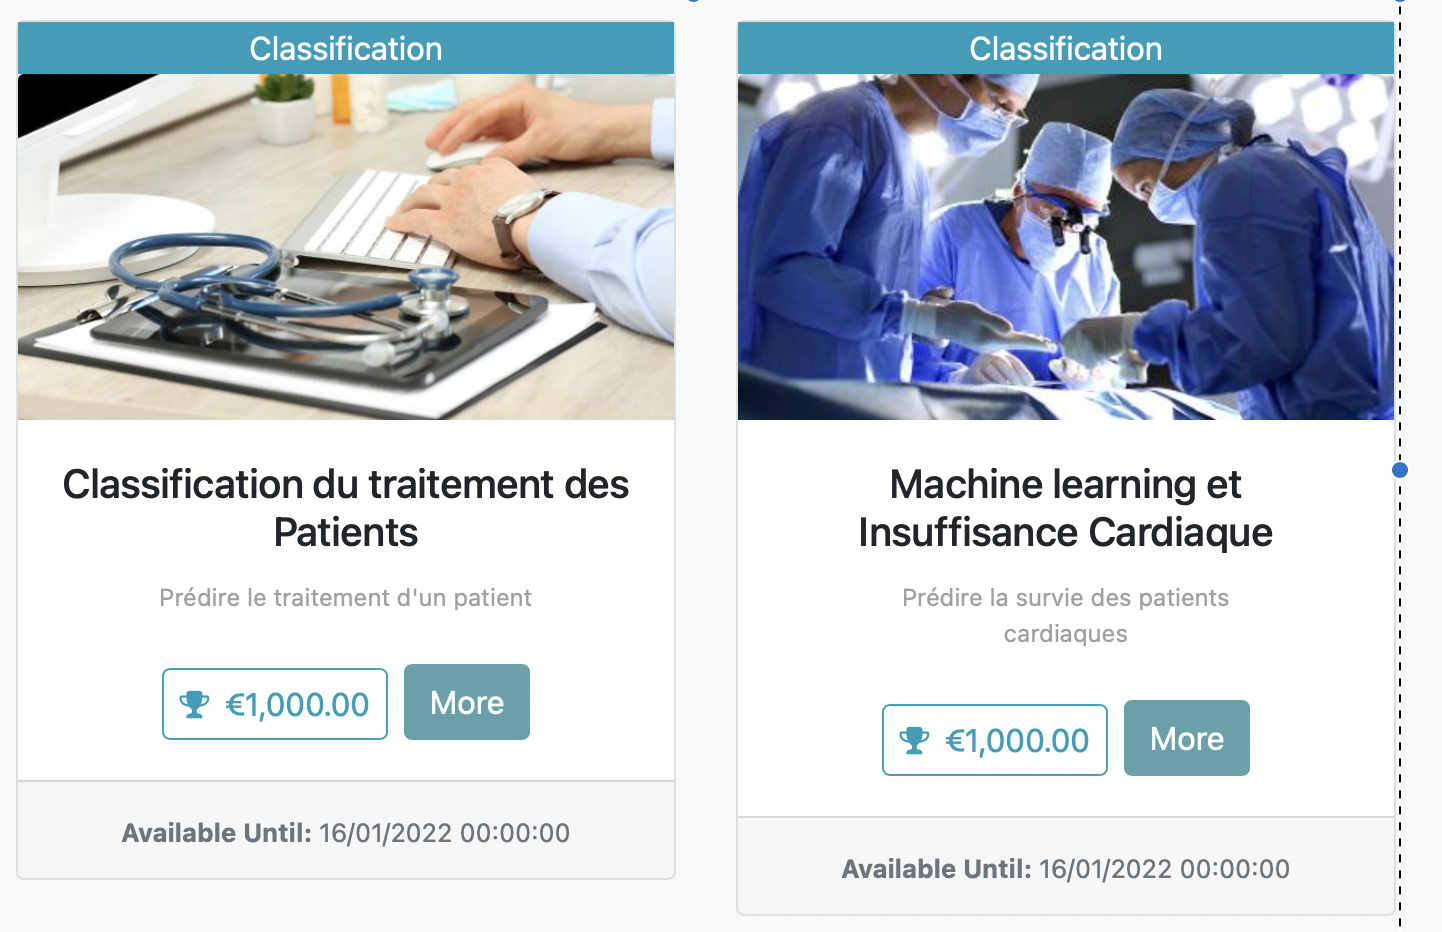 Classification
Classification du traitement des
Patients
Prédire le traitement d'un patient
€1,000.00
More
Available Until: 16/01/2022 00:00:00
Classification
Machine learning et
Insuffisance Cardiaque
Prédire la survie des patients
cardiaques
€1,000.00
More
Available Until: 16/01/2022 00:00:00